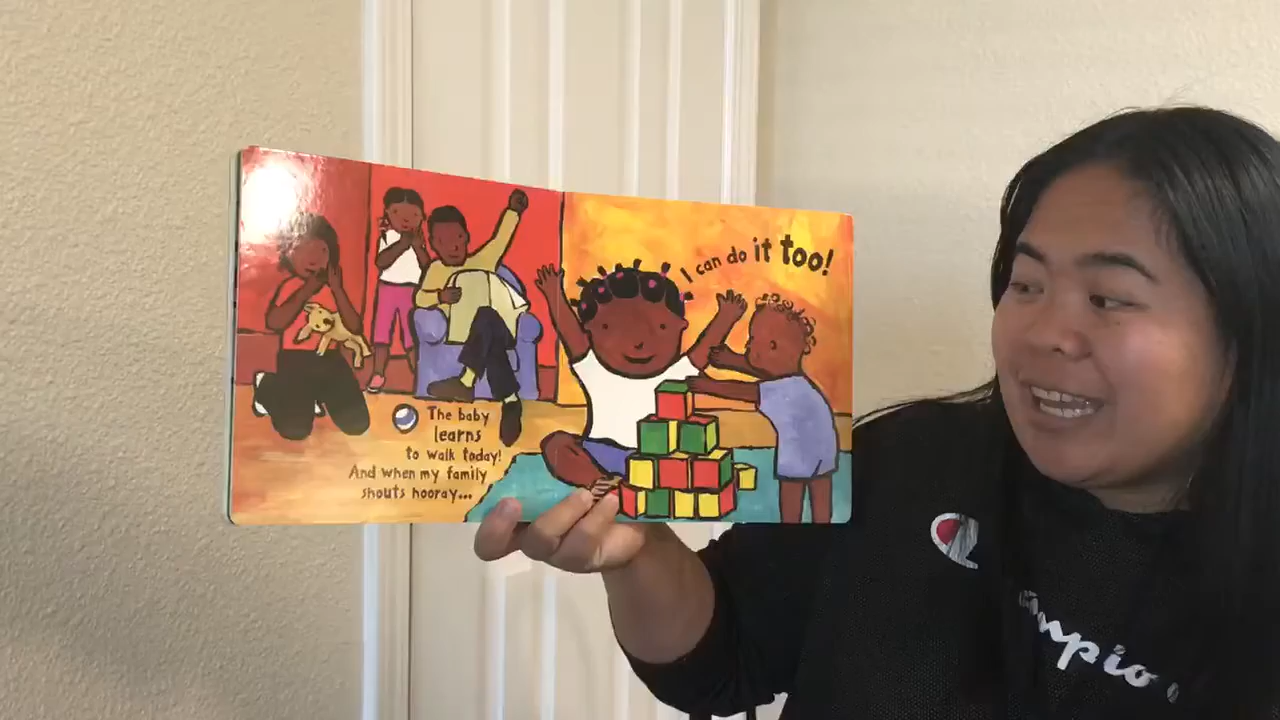 The baby
learns
to walk today!
And when my family
shouts hooray...
I can do it too!